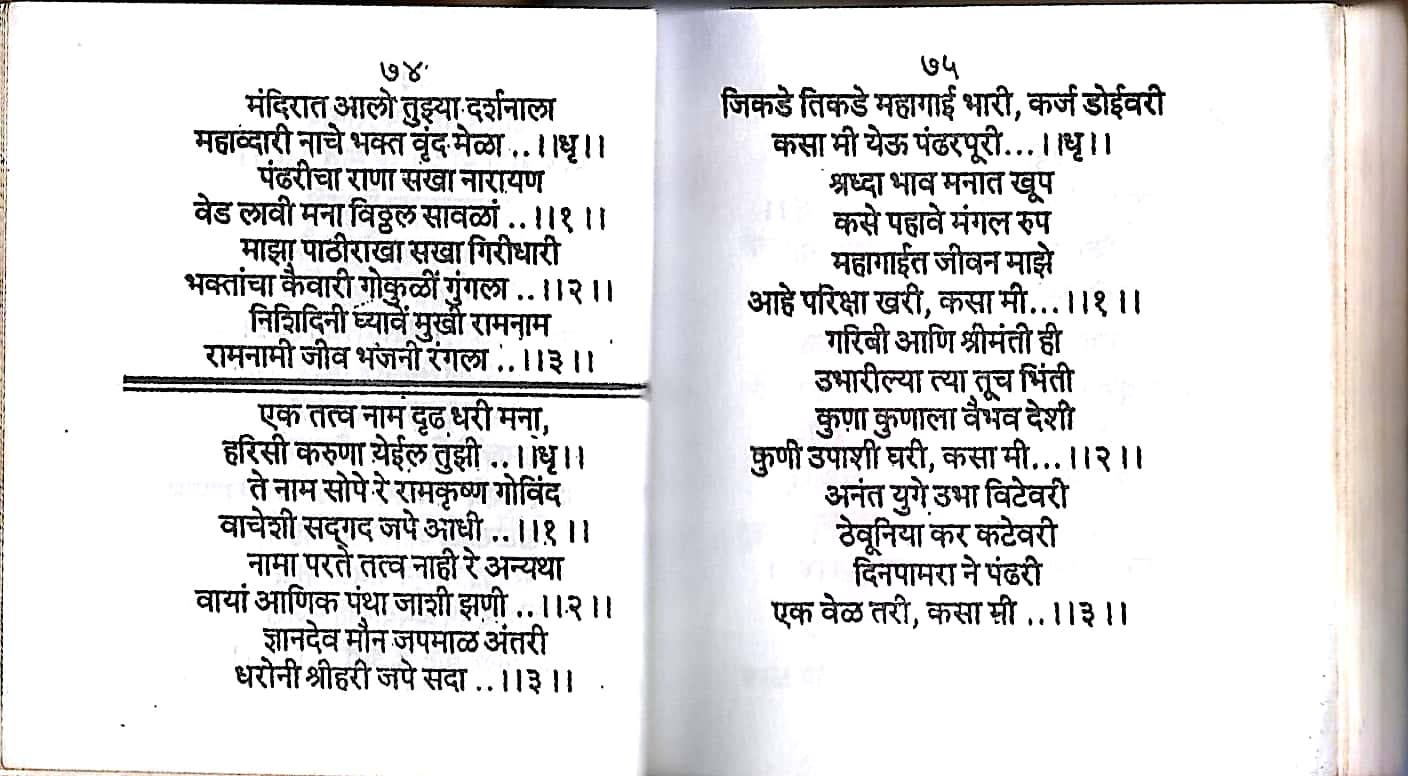 ७४
मंदिरात आलो तुझ्या दर्शनाला
महाव्दारी नाचे भक्त वृंद मेळा ..।।धृ।।
पंढरीचा राणा सखा नारायण
वेड लावी मना विठ्ठल सावळां ..।।१।।
माझा पाठीराखा सखा गिरीधारी
भक्तांचा कैवारी गोकुळीं गुंगला ..।।२।।
निशिदिनी घ्यावें मुखी रामनाम
रामनामी जीव भजनी रंगला ..।।३।।
एक तत्व नाम दृढ धरी मना,
हरिसी करुणा येईल तुझी ..।।धृ।।
ते नाम सोपे रे रामकृष्ण गोविंद
वाचेशी सद्गद जपे आधी ..।।१।।
नामा परते तत्व नाही रे अन्यथा
वायां आणिक पंथा जाशी झणी ..।।२।।
ज्ञानदेव मौन जपमाळ अंतरी
धरोनी श्रीहरी जपे सदा ..।।३।।
७५
जिकडे तिकडे महागाई भारी, कर्ज डोईवरी
कसा मी येऊ पंढरपूरी...।।धृ।।
श्रध्दा भाव मनात खूप
कसे पहावे मंगल रुप
महागाईत जीवन माझे
आहे परिक्षा खरी, कसा मी...।।१।।
गरिबी आणि श्रीमंती ही
उभारील्या त्या तूच भिंती
कुणा कुणाला वैभव देशी
कुणी उपाशी घरी, कसा मी...।।२।।
अनंत युगे उभा विटेवरी
ठेवूनिया कर कटेवरी
दिनपामरा ने पंढरी
एक वेळ तरी, कसा मी ..।।३।।